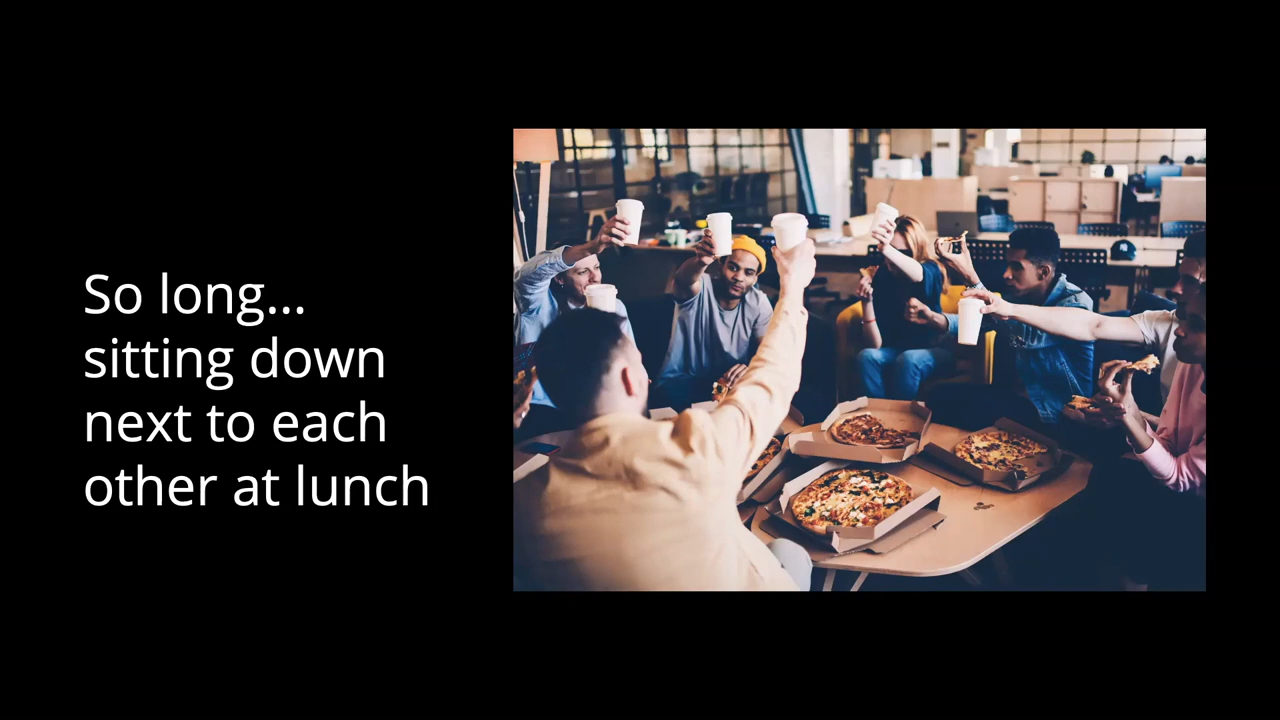 So long...
sitting down
next to each
other at lunch